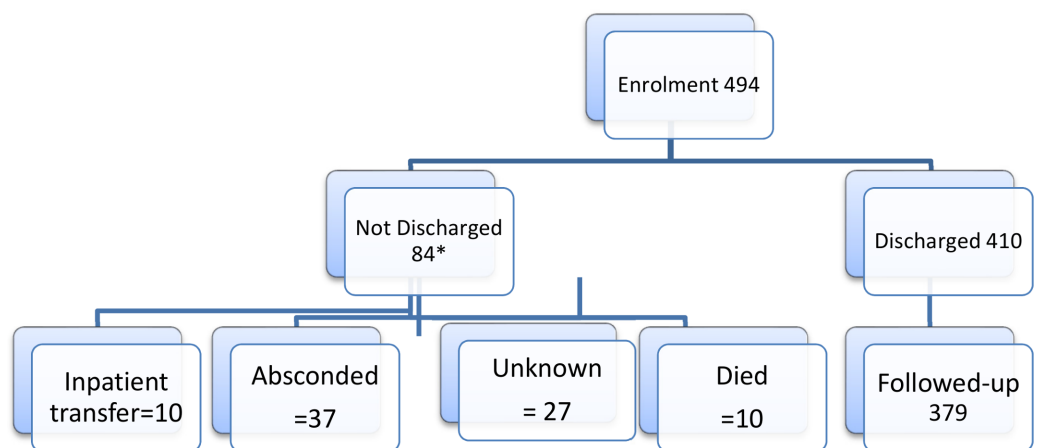 Enrolment 494
Not Discharged
84*
Discharged 410
Inpatient
transfer=10
Absconded
=37
Unknown
= 27
Died
=10
Followed-up
379